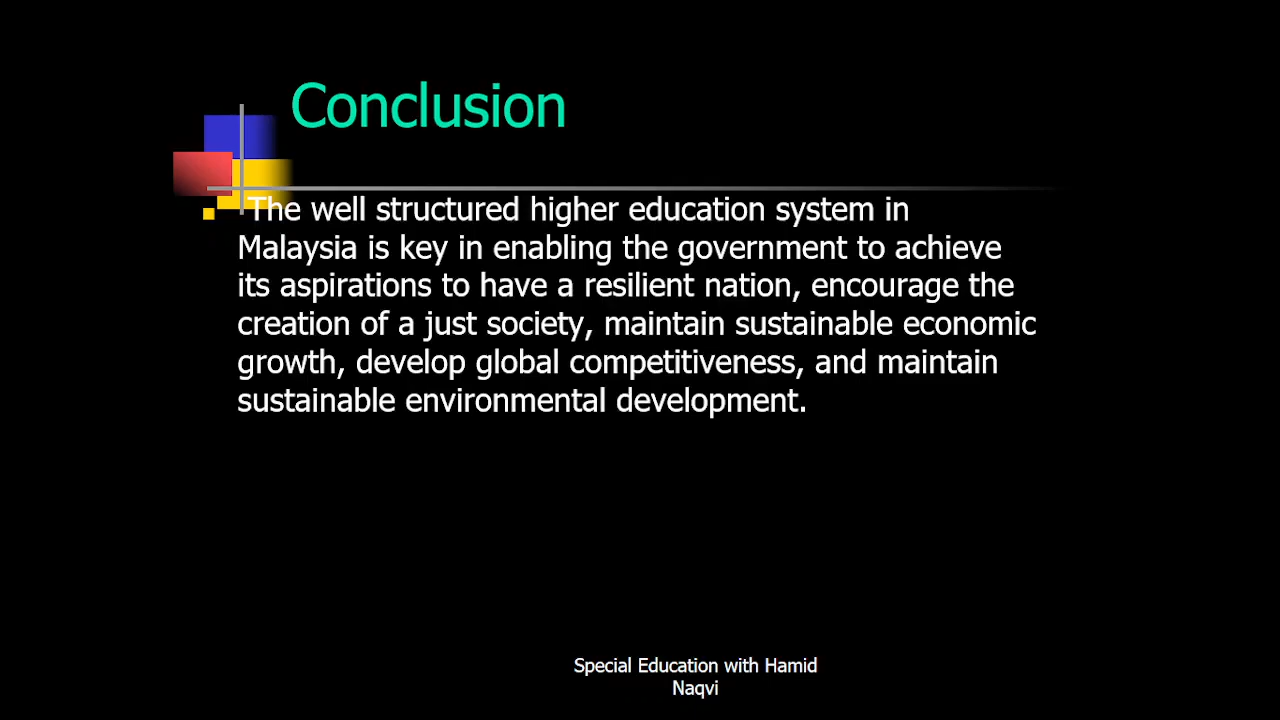 Conclusion
The well structured higher education system in
Malaysia is key in enabling the government to achieve
its aspirations to have a resilient nation, encourage the
creation of a just society, maintain sustainable economic
growth, develop global competitiveness, and maintain
sustainable environmental development.
Special Education with Hamid
Naqvi